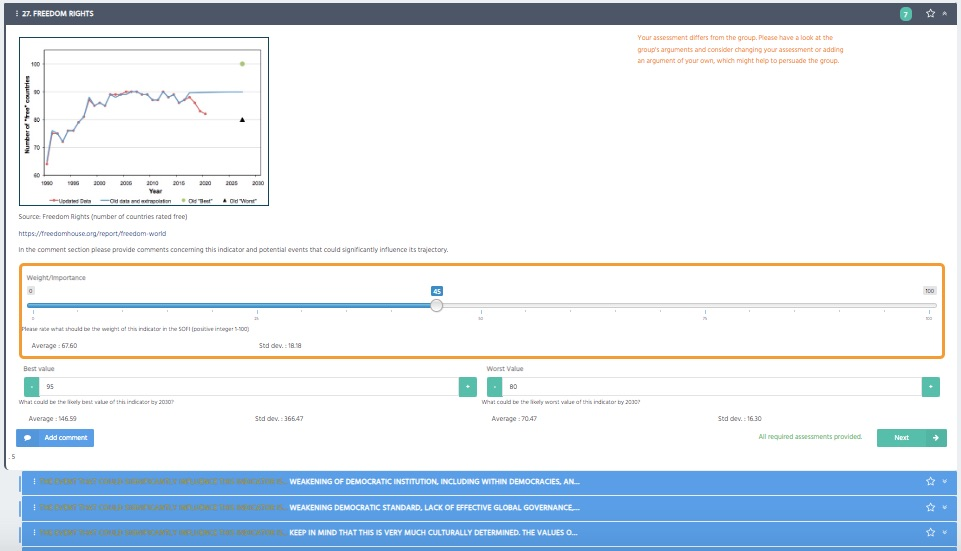 27. FREEDOM RIGHTS
7
Your assessment differs from the group. Please have a look at the
group's arguments and consider changing your assessment or adding
an argument of your own, which might help to persuade the group.
Number of "free" countries
100
90
80
70
60
1990 1995 2000 2005 2010 2015 2020 2025 2030
Year
Updated Data Old data and extrapolation Old "Best" Old "Worst"
Source: Freedom Rights (number of countries rated free)
https://freedomhouse.org/report/freedom-world
In the comment section please provide comments concerning this indicator and potential events that could significantly influence its trajectory.
Weight/Importance
0 45 100
0 25 50 75 100
Please rate what should be the weight of this indicator in the SOFI (positive integer 1-100)
Average : 67.60 Std dev. : 18.18
Best value Worst Value
- 95 + - 80 +
What could be the likely best value of this indicator by 2030? What could be the likely worst value of this indicator by 2030?
Average : 146.59 Std dev. : 366.47 Average : 70.47 Std dev. : 16.30
Add comment All required assessments provided. Next
. 5
WEAKENING OF DEMOCRATIC INSTITUTION, INCLUDING WITHIN DEMOCRACIES, AN...
WEAKENING DEMOCRATIC STANDARD, LACK OF EFFECTIVE GLOBAL GOVERNANCE,...
KEEP IN MIND THAT THIS IS VERY MUCH CULTURALLY DETERMINED. THE VALUES O...